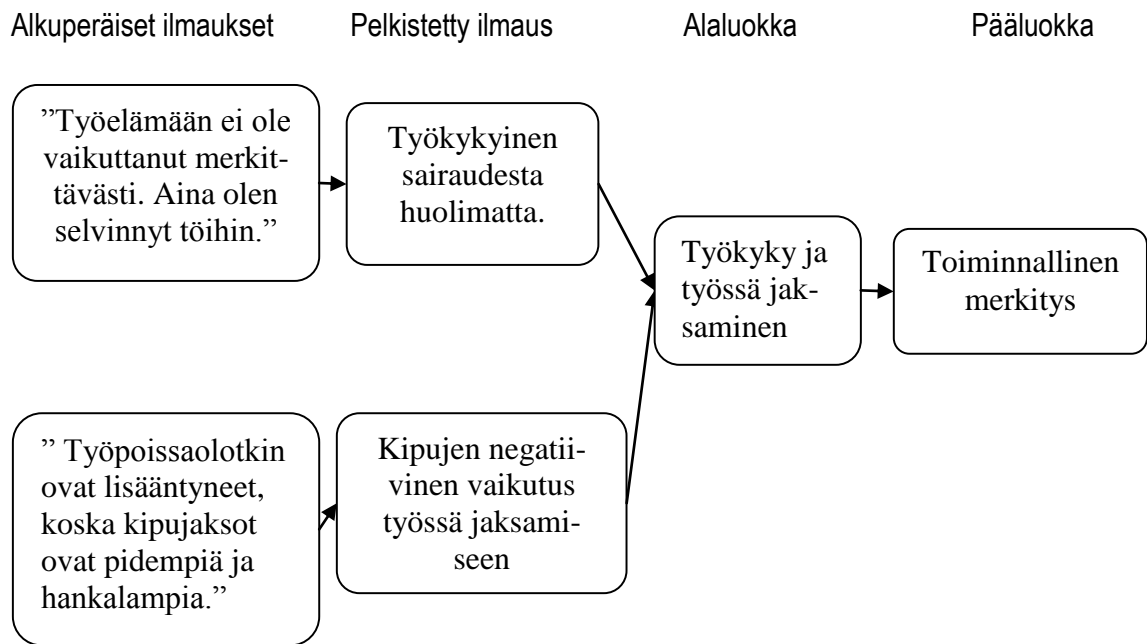 Alkuperäiset ilmaukset
Pelkistetty ilmaus
Alaluokka
Pääluokka
”Työelämään ei ole
vaikuttanut merkit-
tävästi. Aina olen
selvinnyt töihin.”
Työkykyinen
sairaudesta
huolimatta.
Työkyky ja
työssä jak-
saminen
Toiminnallinen
merkitys
” Työpoissaolotkin
ovat lisääntyneet,
koska kipujaksot
ovat pidempiä ja
hankalampia.”
Kipujen negatii-
vinen vaikutus
työssä jaksami-
seen